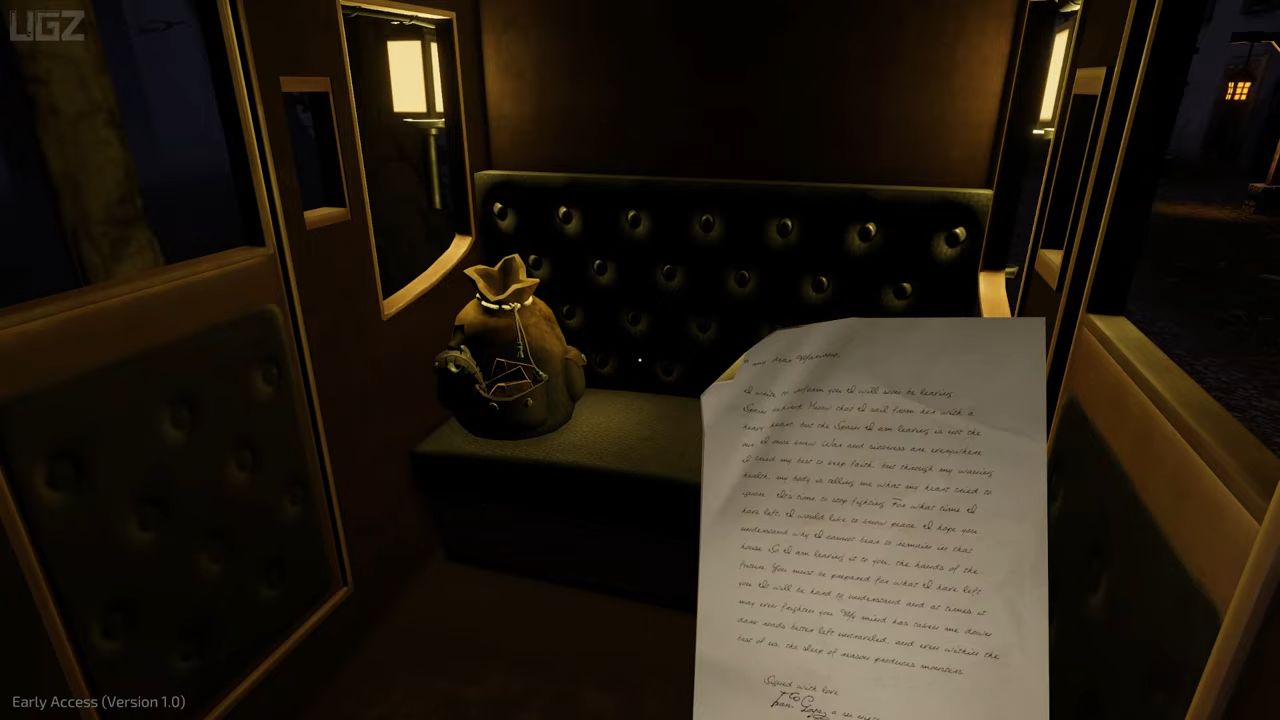 UGZ
my dear Mariano,
I write to inform you I will soon be leaving
Spain behind. Know that I sail from her with a
heavy heart, but the Spain I am leaving is not the
one I once knew War and sickness are everywhere
I tried my best to keep faith, but through my waning
health, my body is telling me what my heart tried to
ignore. It's time to stop fighting For what time I
have left, I would like to know peace I hope you
understand why I cannot bear to remain in that
house So I am leaving it to you, the hands of the
future You must be prepared for what I have left
you It will be hard to understand and at times it
may even frighten you My mind has taken me down
dark roads better left untraveled, and even within the
best of us, the sleep of reason produces monsters
Signed with love
Early Access (Version 1.0)